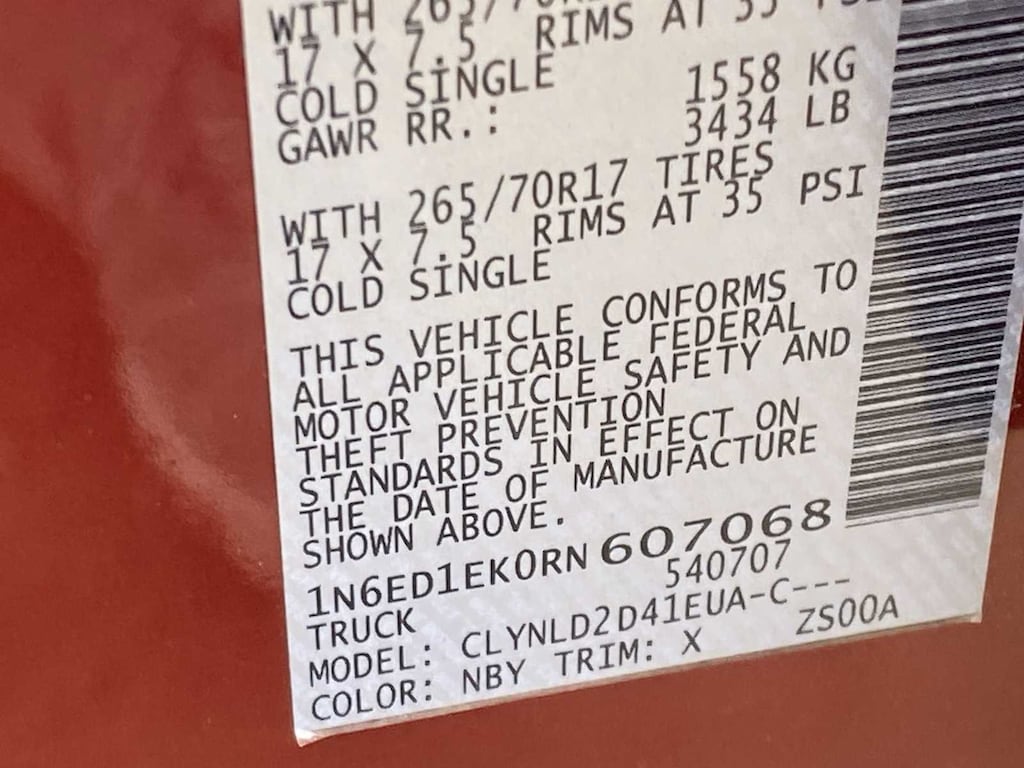 WITH 265/70R
17 X 7.5 RIMS AT 35 PSI
COLD SINGLE
GAWR RR.: 1558 KG
3434 LB
WITH 265/70R17 TIRES
17 X 7.5 RIMS AT 35 PSI
COLD SINGLE
THIS VEHICLE CONFORMS TO
ALL APPLICABLE FEDERAL
MOTOR VEHICLE SAFETY AND
THEFT PREVENTION
STANDARDS IN EFFECT ON
THE DATE OF MANUFACTURE
SHOWN ABOVE.
1N6ED1EK0RN607068
TRUCK 540707
MODEL: CLYNLD2D41EUA-C---
COLOR: NBY TRIM: X ZS00A